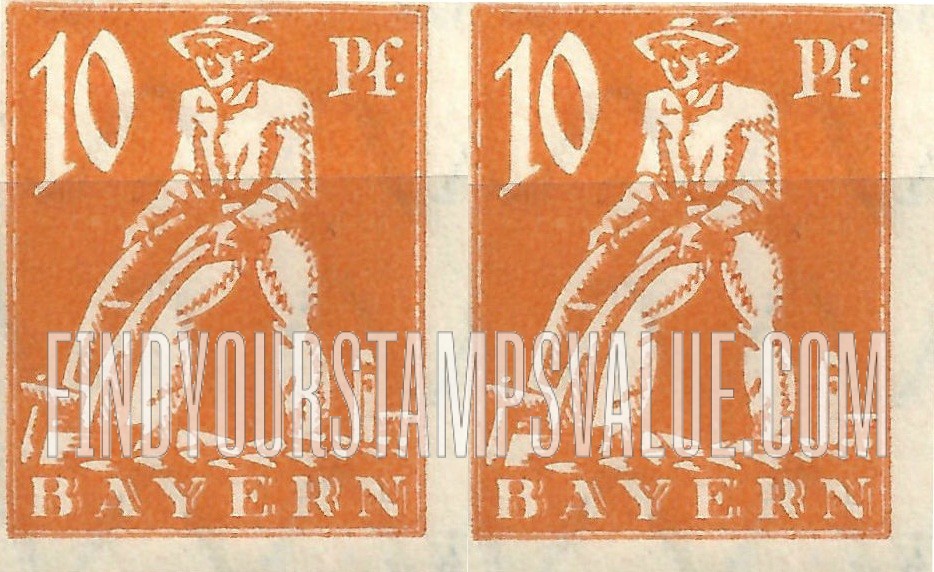 10 Pf. 10 Pf.
FINDYOURSTAMPSVALUE.COM
BAYERN BAYERN